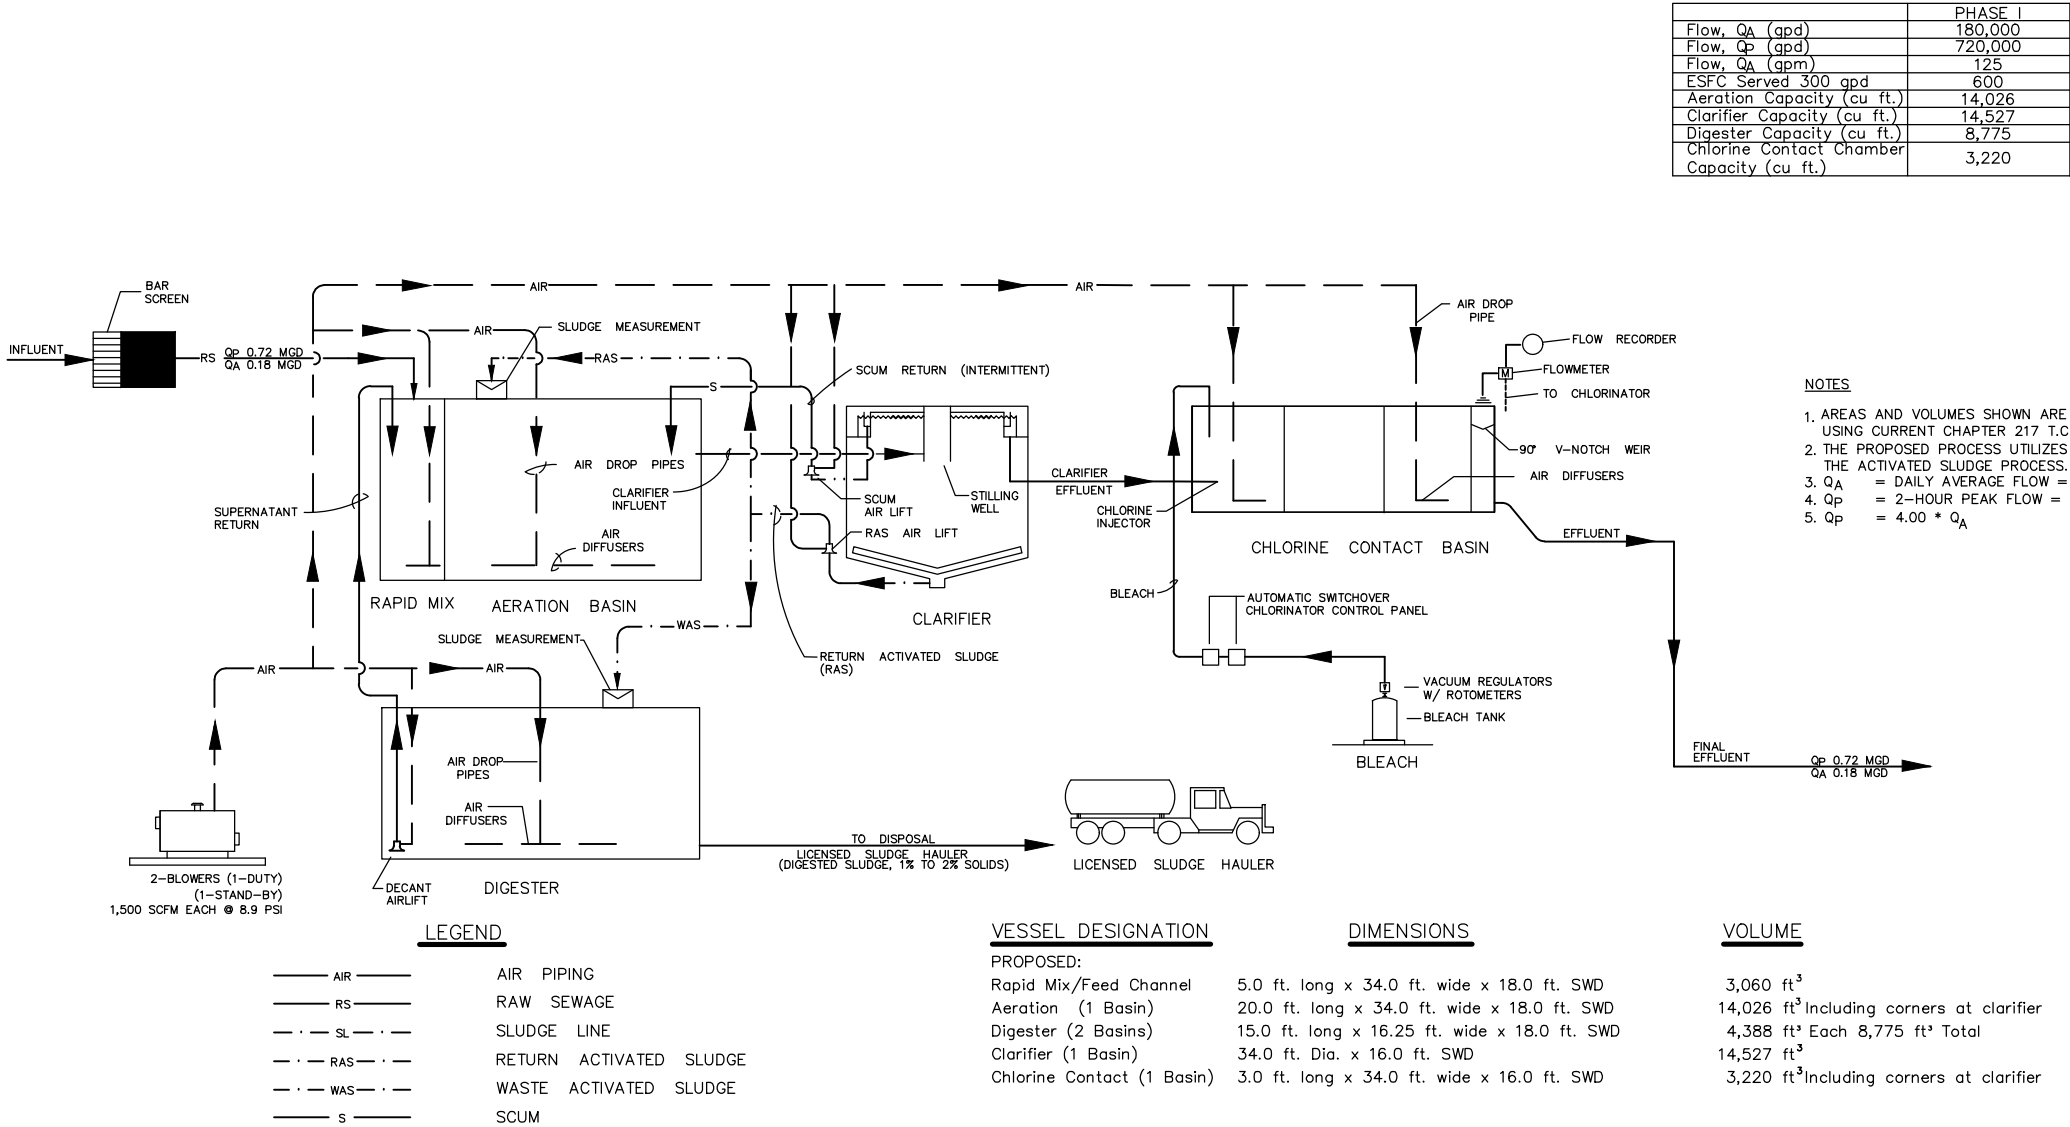 PHASE I
Flow, QA (gpd) 180,000
Flow, QP (gpd) 720,000
Flow, QA (gpm) 125
ESFC Served 300 gpd 600
Aeration Capacity (cu ft.) 14,026
Clarifier Capacity (cu ft.) 14,527
Digester Capacity (cu ft.) 8,775
Chlorine Contact Chamber
Capacity (cu ft.) 3,220
BAR
SCREEN
INFLUENT
RS
QP 0.72 MGD
QA 0.18 MGD
AIR
AIR
AIR
SLUDGE MEASUREMENT
RAS
S
SCUM RETURN (INTERMITTENT)
AIR DROP
PIPE
FLOW RECORDER
M
FLOWMETER
TO CHLORINATOR
90° V-NOTCH WEIR
AIR DIFFUSERS
AIR DROP PIPES
CLARIFIER
INFLUENT
SCUM
AIR LIFT
STILLING
WELL
CLARIFIER
EFFLUENT
CHLORINE
INJECTOR
SUPERNATANT
RETURN
AIR
DIFFUSERS
RAS AIR LIFT
CHLORINE CONTACT BASIN
EFFLUENT
RAPID MIX
AERATION BASIN
CLARIFIER
BLEACH
AUTOMATIC SWITCHOVER
CHLORINATOR CONTROL PANEL
SLUDGE MEASUREMENT
WAS
RETURN ACTIVATED SLUDGE
(RAS)
AIR
AIR
VACUUM REGULATORS
W/ ROTOMETERS
BLEACH TANK
BLEACH
FINAL
EFFLUENT
QP 0.72 MGD
QA 0.18 MGD
AIR DROP
PIPES
AIR
DIFFUSERS
TO DISPOSAL
LICENSED SLUDGE HAULER
(DIGESTED SLUDGE, 1% TO 2% SOLIDS)
LICENSED SLUDGE HAULER
2-BLOWERS (1-DUTY)
(1-STAND-BY)
1,500 SCFM EACH @ 8.9 PSI
DECANT
AIRLIFT
DIGESTER
NOTES
1. AREAS AND VOLUMES SHOWN ARE
USING CURRENT CHAPTER 217 T.C
2. THE PROPOSED PROCESS UTILIZES
THE ACTIVATED SLUDGE PROCESS.
3. QA = DAILY AVERAGE FLOW =
4. QP = 2-HOUR PEAK FLOW =
5. QP = 4.00 * QA
LEGEND
AIR AIR PIPING
RS RAW SEWAGE
SL SLUDGE LINE
RAS RETURN ACTIVATED SLUDGE
WAS WASTE ACTIVATED SLUDGE
S SCUM
VESSEL DESIGNATION DIMENSIONS VOLUME
PROPOSED:
Rapid Mix/Feed Channel 5.0 ft. long x 34.0 ft. wide x 18.0 ft. SWD 3,060 ft³
Aeration (1 Basin) 20.0 ft. long x 34.0 ft. wide x 18.0 ft. SWD 14,026 ft³ Including corners at clarifier
Digester (2 Basins) 15.0 ft. long x 16.25 ft. wide x 18.0 ft. SWD 4,388 ft³ Each 8,775 ft³ Total
Clarifier (1 Basin) 34.0 ft. Dia. x 16.0 ft. SWD 14,527 ft³
Chlorine Contact (1 Basin) 3.0 ft. long x 34.0 ft. wide x 16.0 ft. SWD 3,220 ft³ Including corners at clarifier